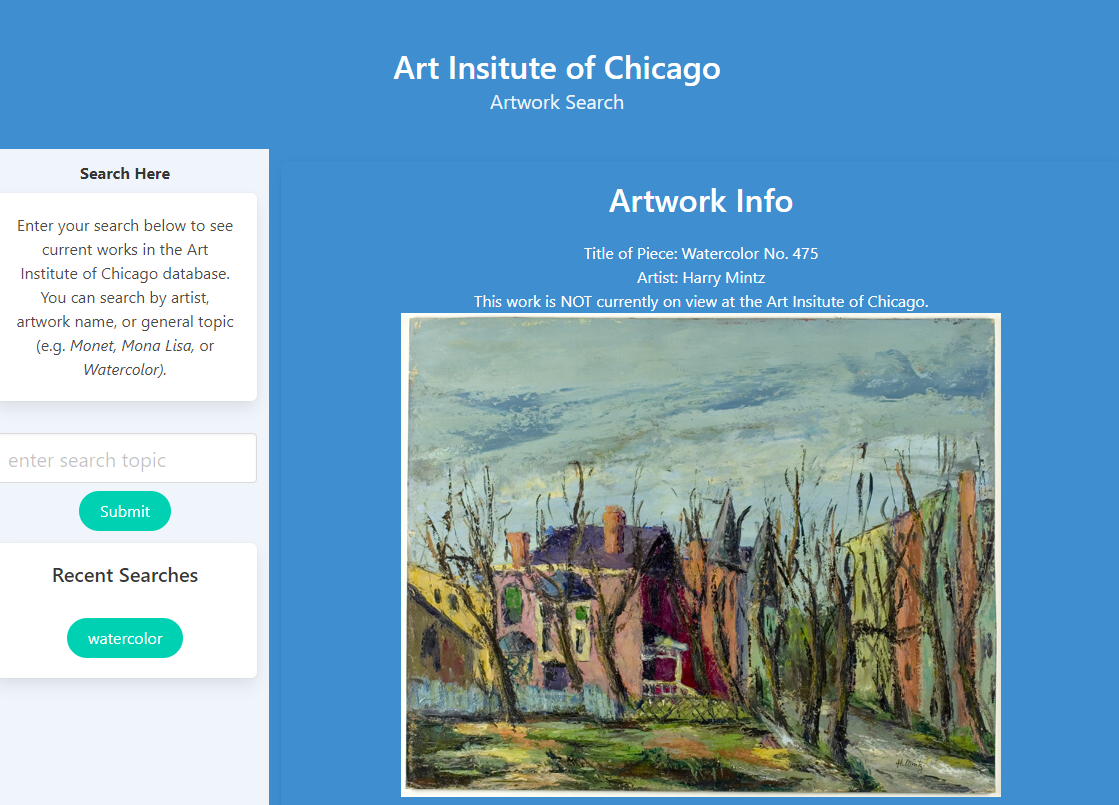 Art Insitute of Chicago
Artwork Search
Search Here
Enter your search below to see
current works in the Art
Institute of Chicago database.
You can search by artist,
artwork name, or general topic
(e.g. Monet, Mona Lisa, or
Watercolor).
enter search topic
Submit
Recent Searches
watercolor
Artwork Info
Title of Piece: Watercolor No. 475
Artist: Harry Mintz
This work is NOT currently on view at the Art Insitute of Chicago.